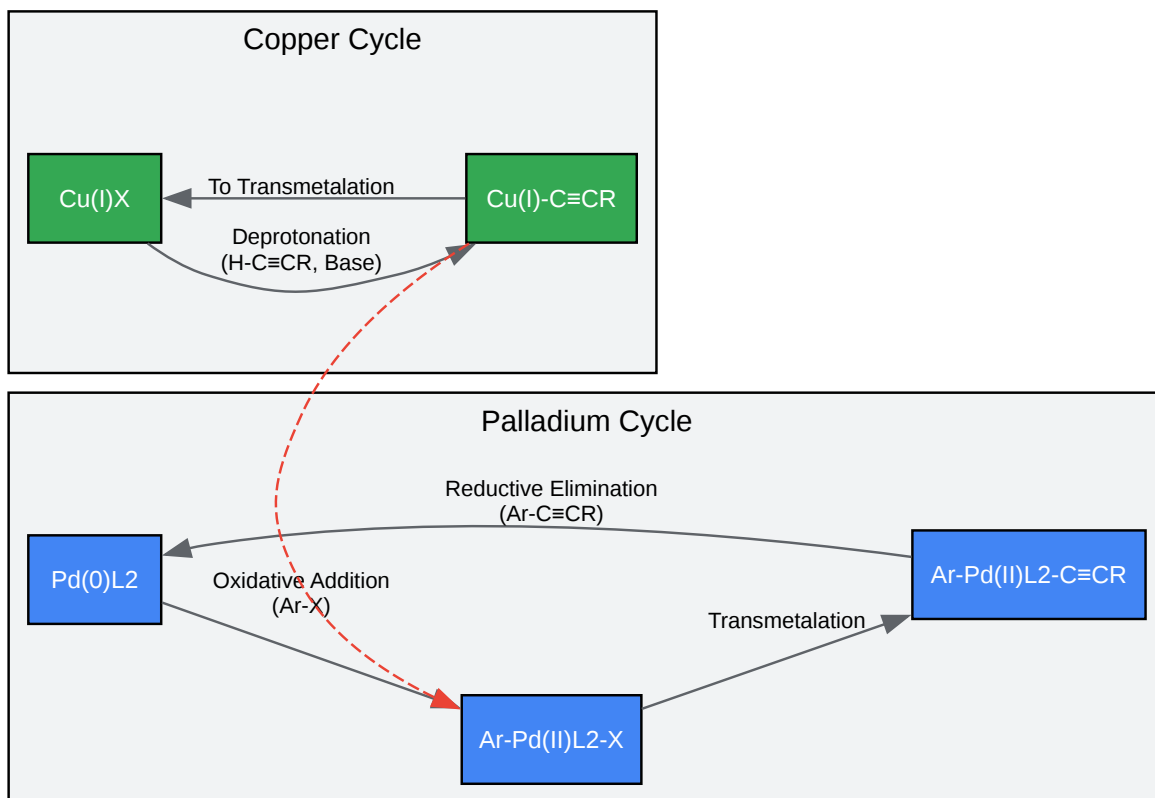 Copper Cycle
Cu(I)X
To Transmetalation
Cu(I)-C≡CR
Deprotonation
(H-C≡CR, Base)
Palladium Cycle
Reductive Elimination
(Ar-C≡CR)
Pd(0)L2
Oxidative Addition
(Ar-X)
Ar-Pd(II)L2-C≡CR
Transmetalation
Ar-Pd(II)L2-X